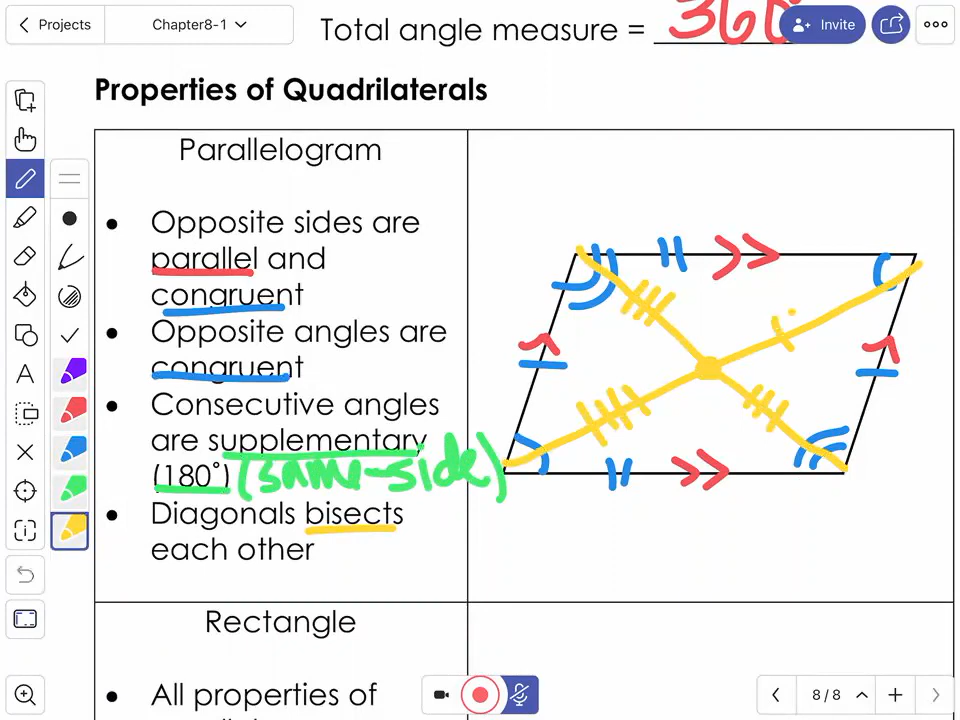 Projects
Chapter8-1
Total angle measure = 360°
Invite
Properties of Quadrilaterals
Parallelogram
• Opposite sides are
parallel and
congruent
• Opposite angles are
congruent
• Consecutive angles
are supplementary
(180˚) (same-side)
• Diagonals bisects
each other
Rectangle
• All properties of
8/8